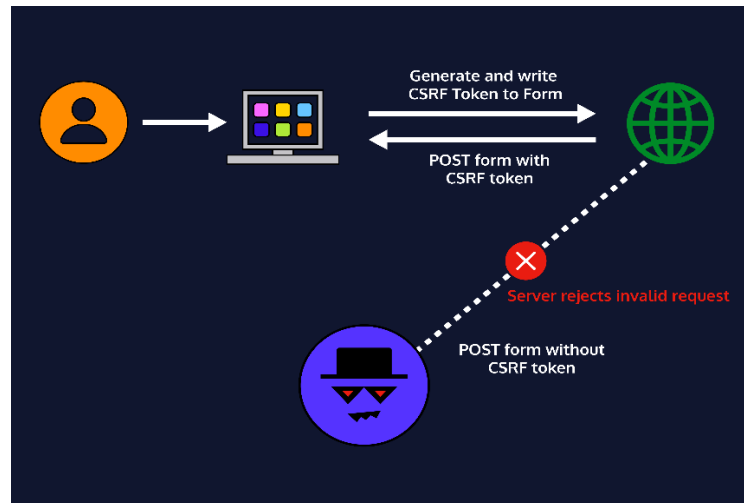 Generate and write
CSRF Token to Form
POST form with
CSRF token
Server rejects invalid request
POST form without
CSRF token